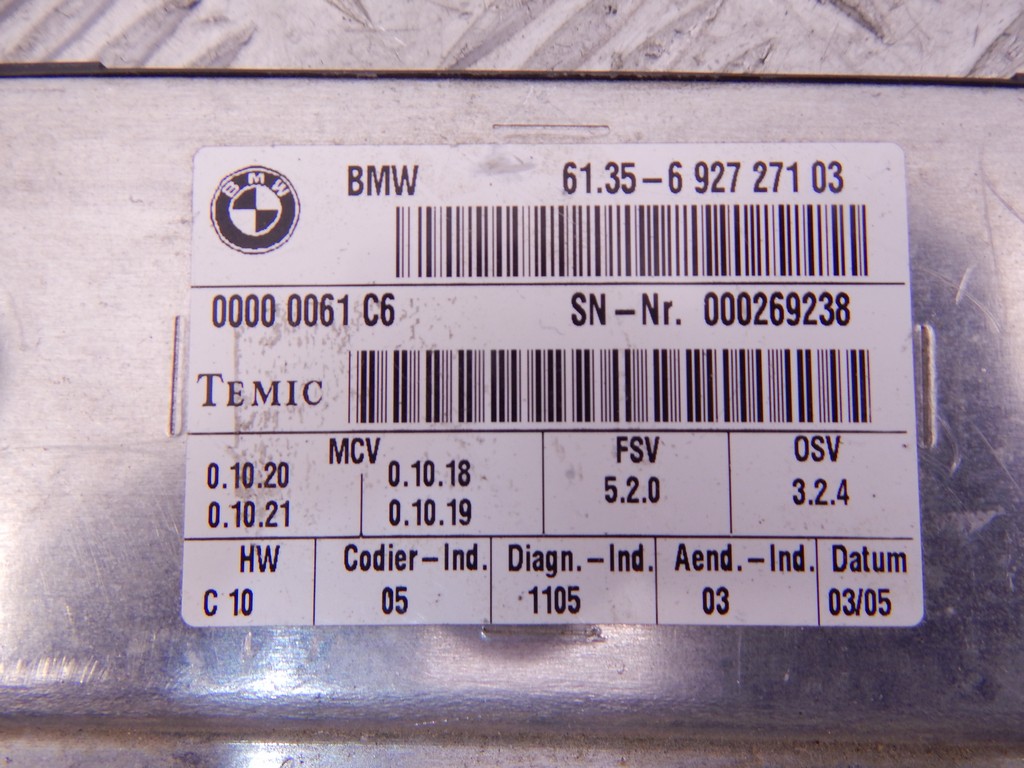 BMW
BMW 61.35-6 927 271 03
0000 0061 C6 SN-Nr. 000269238
TEMIC
MCV FSV OSV
0.10.20 0.10.18 5.2.0 3.2.4
0.10.21 0.10.19
HW Codier-Ind. Diagn.-Ind. Aend.-Ind. Datum
C 10 05 1105 03 03/05